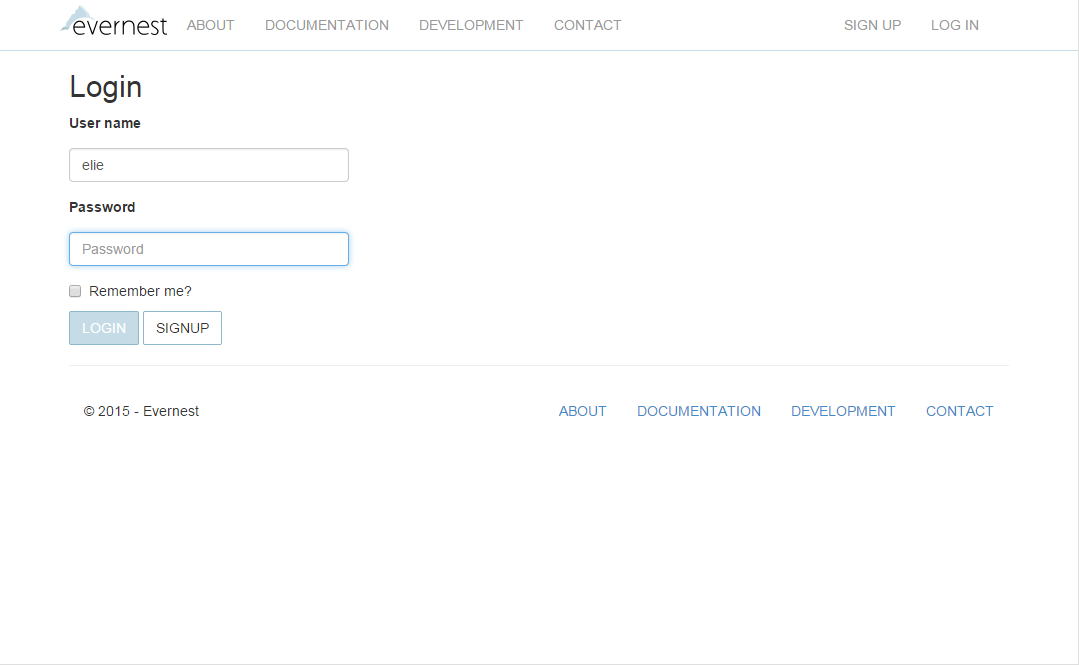 evernest ABOUT DOCUMENTATION DEVELOPMENT CONTACT SIGN UP LOG IN
Login
User name
elie
Password
Password
Remember me?
LOGIN SIGNUP
© 2015 - Evernest ABOUT DOCUMENTATION DEVELOPMENT CONTACT